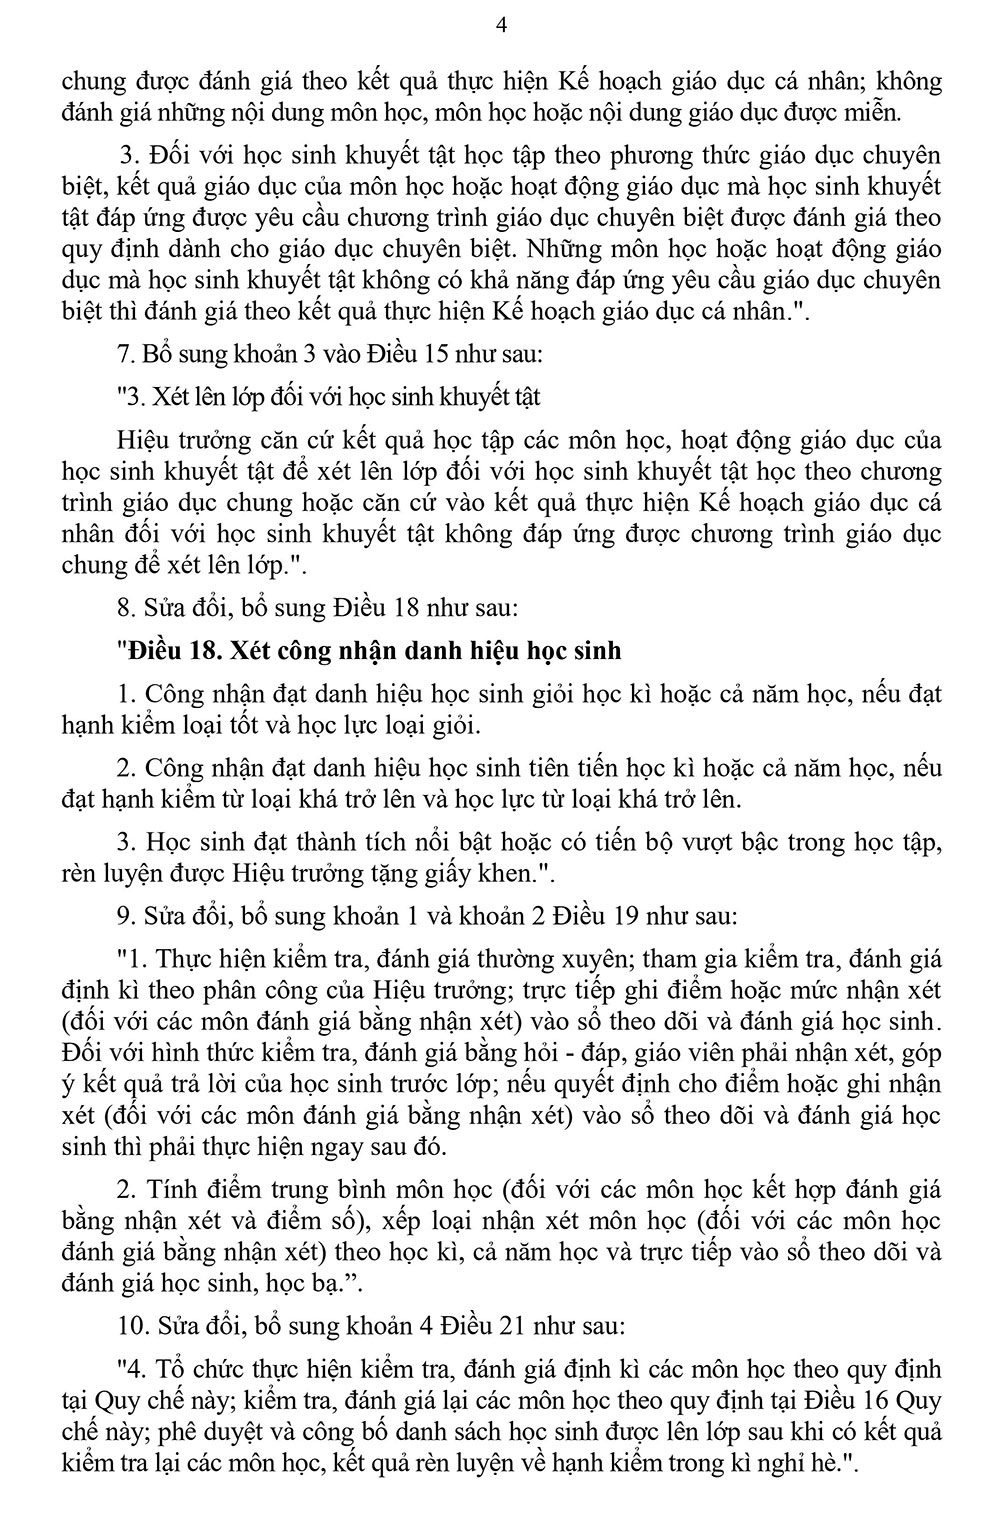 4
chung được đánh giá theo kết quả thực hiện Kế hoạch giáo dục cá nhân; không
đánh giá những nội dung môn học, môn học hoặc nội dung giáo dục được miễn.
3. Đối với học sinh khuyết tật học tập theo phương thức giáo dục chuyên
biệt, kết quả giáo dục của môn học hoặc hoạt động giáo dục mà học sinh khuyết
tật đáp ứng được yêu cầu chương trình giáo dục chuyên biệt được đánh giá theo
quy định dành cho giáo dục chuyên biệt. Những môn học hoặc hoạt động giáo
dục mà học sinh khuyết tật không có khả năng đáp ứng yêu cầu giáo dục chuyên
biệt thì đánh giá theo kết quả thực hiện Kế hoạch giáo dục cá nhân.".
7. Bổ sung khoản 3 vào Điều 15 như sau:
"3. Xét lên lớp đối với học sinh khuyết tật
Hiệu trưởng căn cứ kết quả học tập các môn học, hoạt động giáo dục của
học sinh khuyết tật để xét lên lớp đối với học sinh khuyết tật học theo chương
trình giáo dục chung hoặc căn cứ vào kết quả thực hiện Kế hoạch giáo dục cá
nhân đối với học sinh khuyết tật không đáp ứng được chương trình giáo dục
chung để xét lên lớp.".
8. Sửa đổi, bổ sung Điều 18 như sau:
"Điều 18. Xét công nhận danh hiệu học sinh
1. Công nhận đạt danh hiệu học sinh giỏi học kì hoặc cả năm học, nếu đạt
hạnh kiểm loại tốt và học lực loại giỏi.
2. Công nhận đạt danh hiệu học sinh tiên tiến học kì hoặc cả năm học, nếu
đạt hạnh kiểm từ loại khá trở lên và học lực từ loại khá trở lên.
3. Học sinh đạt thành tích nổi bật hoặc có tiến bộ vượt bậc trong học tập,
rèn luyện được Hiệu trưởng tặng giấy khen.".
9. Sửa đổi, bổ sung khoản 1 và khoản 2 Điều 19 như sau:
"1. Thực hiện kiểm tra, đánh giá thường xuyên; tham gia kiểm tra, đánh giá
định kì theo phân công của Hiệu trưởng; trực tiếp ghi điểm hoặc mức nhận xét
(đối với các môn đánh giá bằng nhận xét) vào sổ theo dõi và đánh giá học sinh.
Đối với hình thức kiểm tra, đánh giá bằng hỏi - đáp, giáo viên phải nhận xét, góp
ý kết quả trả lời của học sinh trước lớp; nếu quyết định cho điểm hoặc ghi nhận
xét (đối với các môn đánh giá bằng nhận xét) vào sổ theo dõi và đánh giá học
sinh thì phải thực hiện ngay sau đó.
2. Tính điểm trung bình môn học (đối với các môn học kết hợp đánh giá
bằng nhận xét và điểm số), xếp loại nhận xét môn học (đối với các môn học
đánh giá bằng nhận xét) theo học kì, cả năm học và trực tiếp vào sổ theo dõi và
đánh giá học sinh, học bạ.”.
10. Sửa đổi, bổ sung khoản 4 Điều 21 như sau:
"4. Tổ chức thực hiện kiểm tra, đánh giá định kì các môn học theo quy định
tại Quy chế này; kiểm tra, đánh giá lại các môn học theo quy định tại Điều 16 Quy
chế này; phê duyệt và công bố danh sách học sinh được lên lớp sau khi có kết quả
kiểm tra lại các môn học, kết quả rèn luyện về hạnh kiểm trong kì nghỉ hè.".